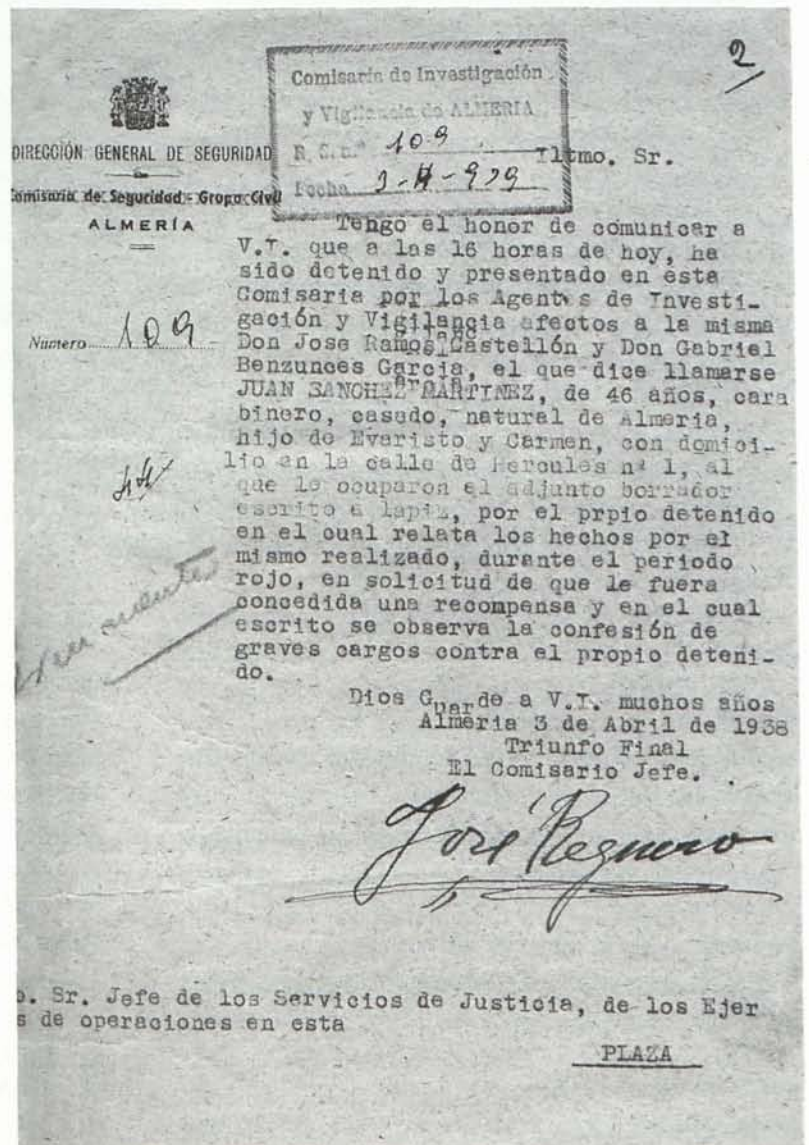 2
Comisaría de Investigación
y Vigilancia de ALMERIA
R. S. n.º 109
Fecha 3-4-939
DIRECCIÓN GENERAL DE SEGURIDAD
Comisaría de Seguridad - Grupo Civil
ALMERÍA
Numero 109
Iltmo. Sr.
Tengo el honor de comunicar a
V.I. que a las 16 horas de hoy, ha
sido detenido y presentado en esta
Comisaria por los Agentes de Investi-
gación y Vigilancia afectos a la misma
Don Jose Ramos Castellón y Don Gabriel
Benzunces Garcia, el que dice llamarse
JUAN SANCHEZ MARTINEZ, de 46 años, cara
binero, casado, natural de Almeria,
hijo de Evaristo y Carmen, con domici-
lio en la calle de Hercules nº 1, al
que le ocuparon el adjunto borrador
escrito a lapiz, por el prpio detenido
en el cual relata los hechos por el
mismo realizado, durante el periodo
rojo, en solicitud de que le fuera
concedida una recompensa y en el cual
escrito se observa la confesión de
graves cargos contra el propio deteni-
do.
Dios Guarde a V.I. muchos años
Almeria 3 de Abril de 1938
Triunfo Final
El Comisario Jefe.
José Reguero
o. Sr. Jefe de los Servicios de Justicia, de los Ejer
s de operaciones en esta
PLAZA